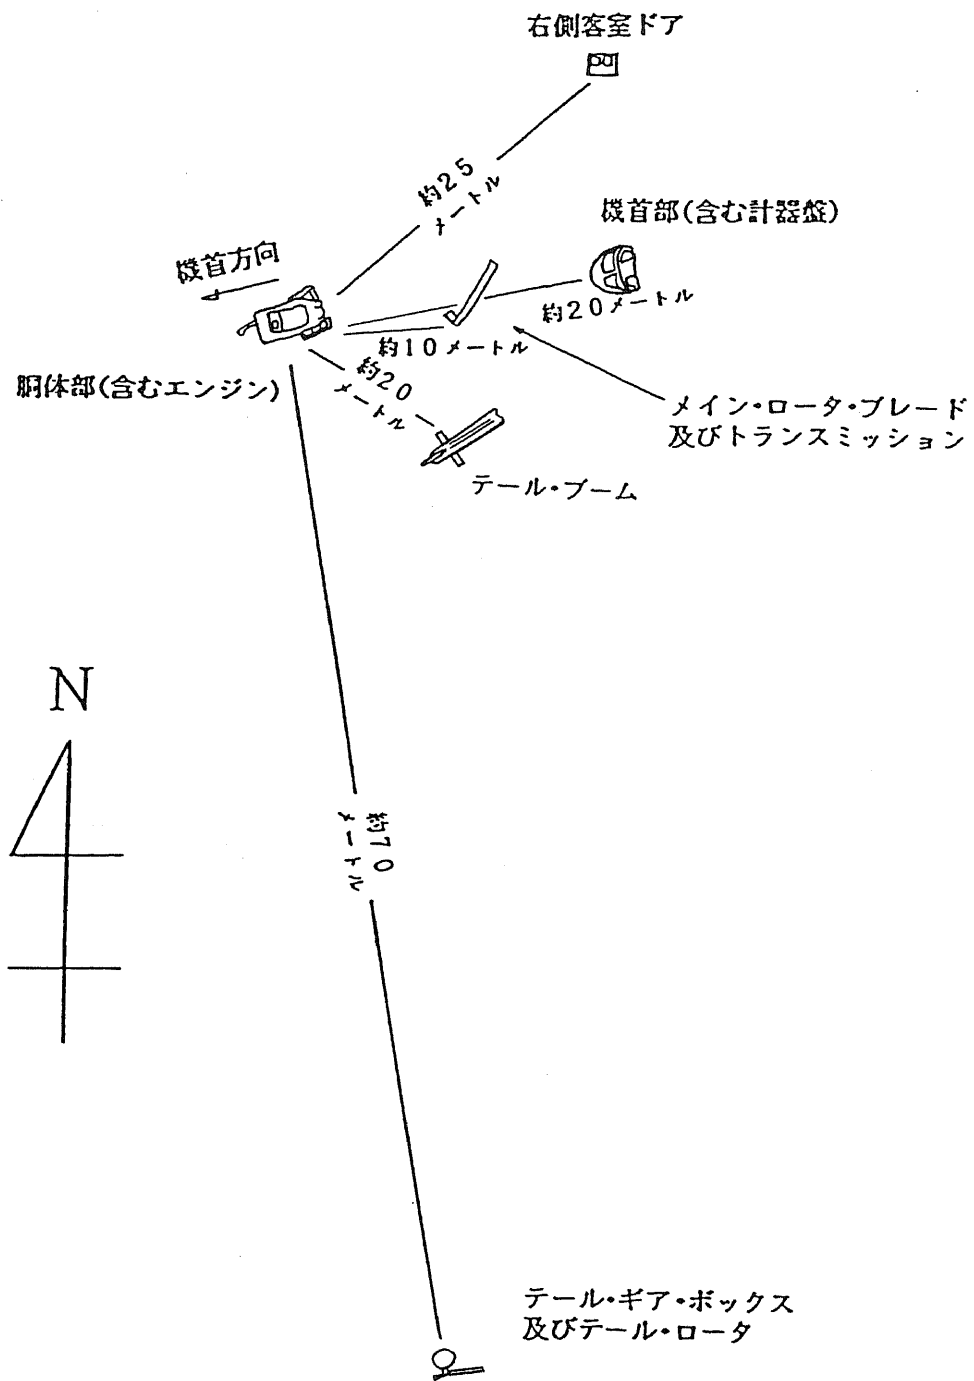 右側客室ドア
約25
メートル
機首部(含む計器盤)
機首方向
約20メートル
約10メートル
胴体部(含むエンジン)
約20
メートル
メイン・ロータ・ブレード
及びトランスミッション
テール・ブーム
N
約70
メートル
テール・ギア・ボックス
及びテール・ロータ